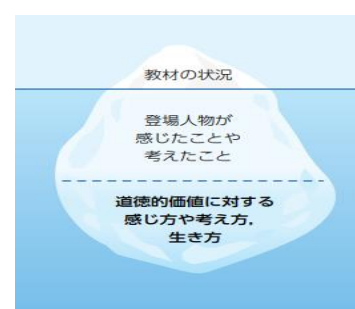 教材の状況
登場人物が
感じたことや
考えたこと
道徳的価値に対する
感じ方や考え方,
生き方